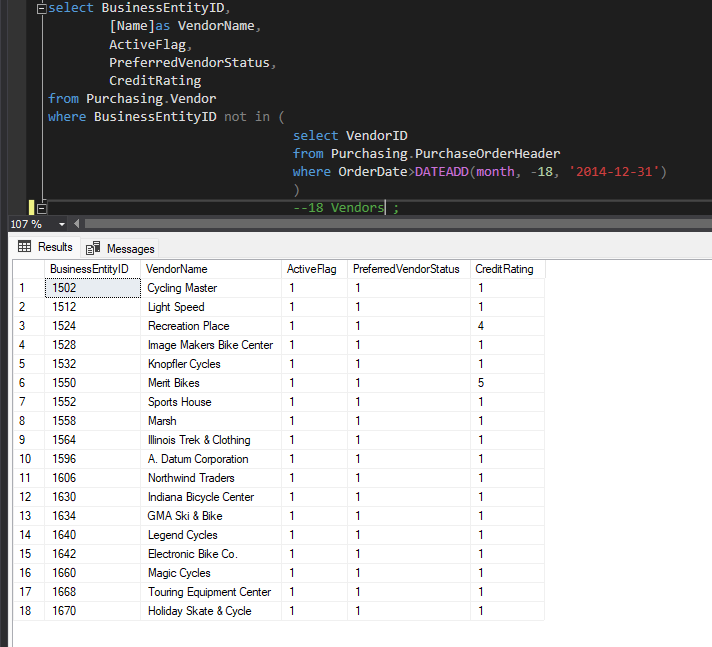 select BusinessEntityID,
[Name]as VendorName,
ActiveFlag,
PreferredVendorStatus,
CreditRating
from Purchasing.Vendor
where BusinessEntityID not in (
select VendorID
from Purchasing.PurchaseOrderHeader
where OrderDate>DATEADD(month, -18, '2014-12-31')
)
--18 Vendors ;
107 %
Results Messages
BusinessEntityID VendorName ActiveFlag PreferredVendorStatus CreditRating
1 1502 Cycling Master 1 1 1
2 1512 Light Speed 1 1 1
3 1524 Recreation Place 1 1 4
4 1528 Image Makers Bike Center 1 1 1
5 1532 Knopfler Cycles 1 1 1
6 1550 Merit Bikes 1 1 5
7 1552 Sports House 1 1 1
8 1558 Marsh 1 1 1
9 1564 Illinois Trek & Clothing 1 1 1
10 1596 A. Datum Corporation 1 1 1
11 1606 Northwind Traders 1 1 1
12 1630 Indiana Bicycle Center 1 1 1
13 1634 GMA Ski & Bike 1 1 1
14 1640 Legend Cycles 1 1 1
15 1642 Electronic Bike Co. 1 1 1
16 1660 Magic Cycles 1 1 1
17 1668 Touring Equipment Center 1 1 1
18 1670 Holiday Skate & Cycle 1 1 1